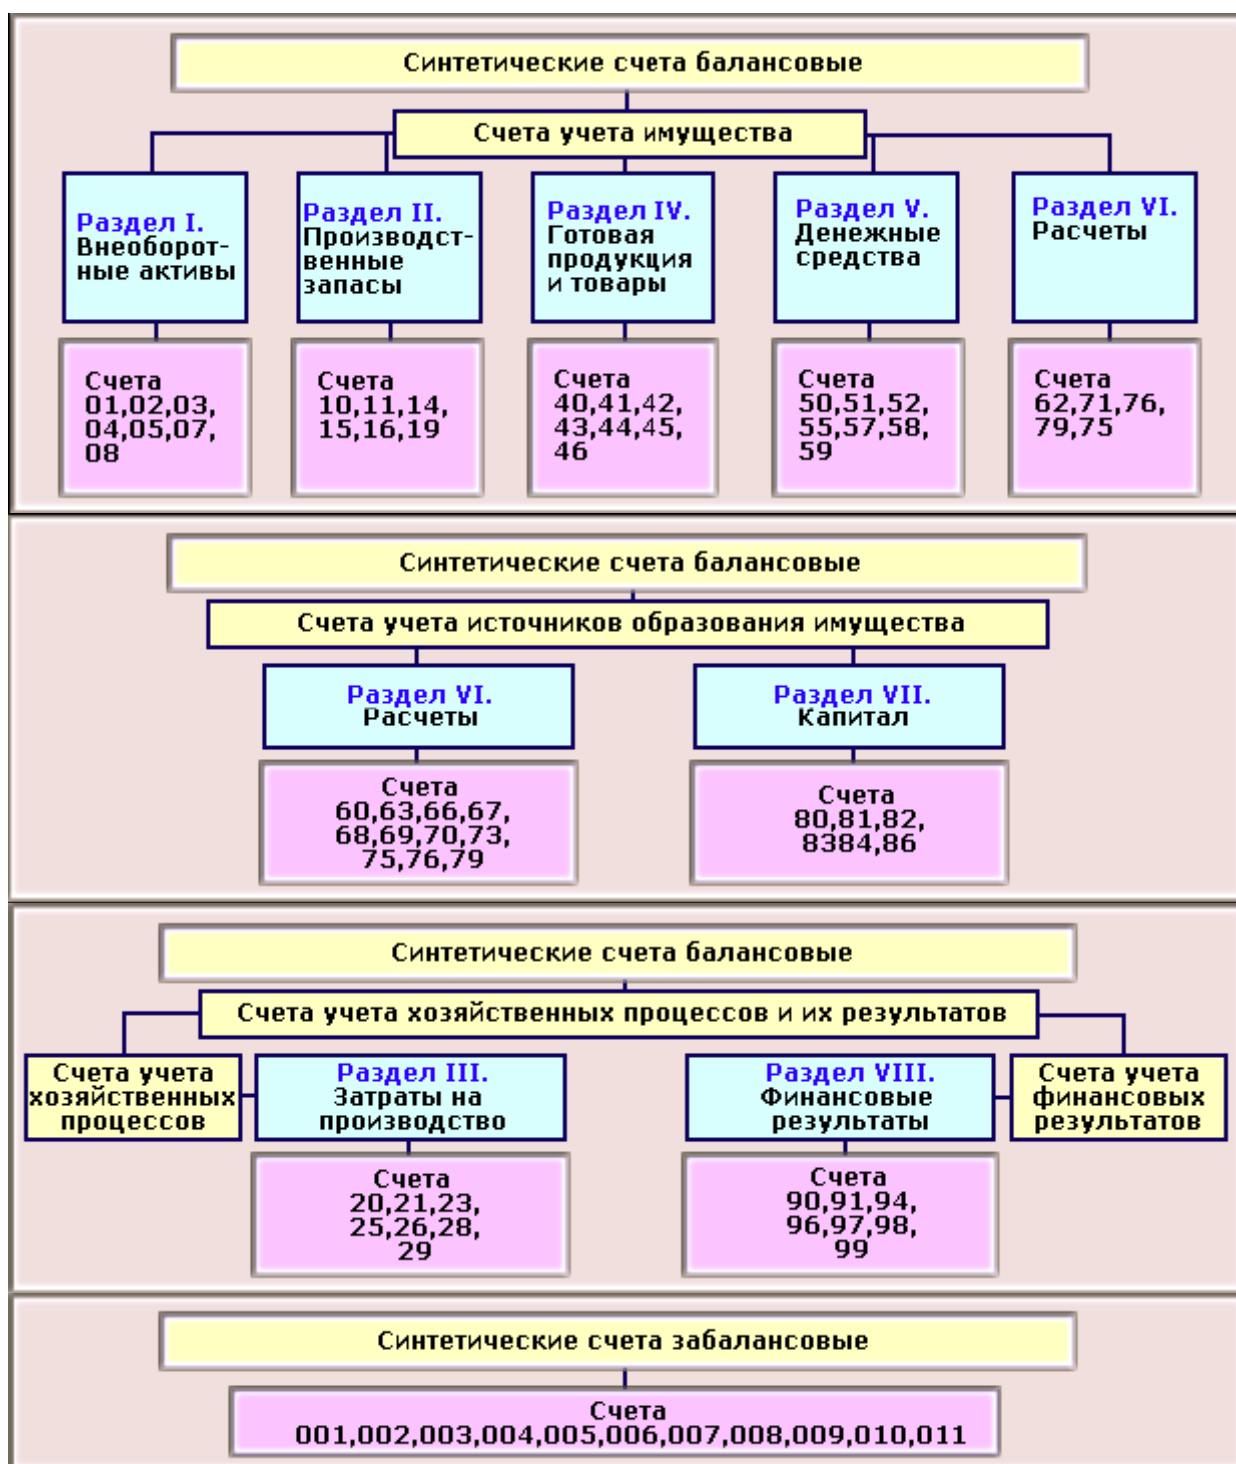 Синтетические счета балансовые
Счета учета имущества
Раздел I.
Внеоборот-
ные активы
Раздел II.
Производст-
венные
запасы
Раздел IV.
Готовая
продукция
и товары
Раздел V.
Денежные
средства
Раздел VI.
Расчеты
Счета
01,02,03,
04,05,07,
08
Счета
10,11,14,
15,16,19
Счета
40,41,42,
43,44,45,
46
Счета
50,51,52,
55,57,58,
59
Счета
62,71,76,
79,75
Синтетические счета балансовые
Счета учета источников образования имущества
Раздел VI.
Расчеты
Раздел VII.
Капитал
Счета
60,63,66,67,
68,69,70,73,
75,76,79
Счета
80,81,82,
8384,86
Синтетические счета балансовые
Счета учета хозяйственных процессов и их результатов
Счета учета
хозяйственных
процессов
Раздел III.
Затраты на
производство
Раздел VIII.
Финансовые
результаты
Счета учета
финансовых
результатов
Счета
20,21,23,
25,26,28,
29
Счета
90,91,94,
96,97,98,
99
Синтетические счета забалансовые
Счета
001,002,003,004,005,006,007,008,009,010,011